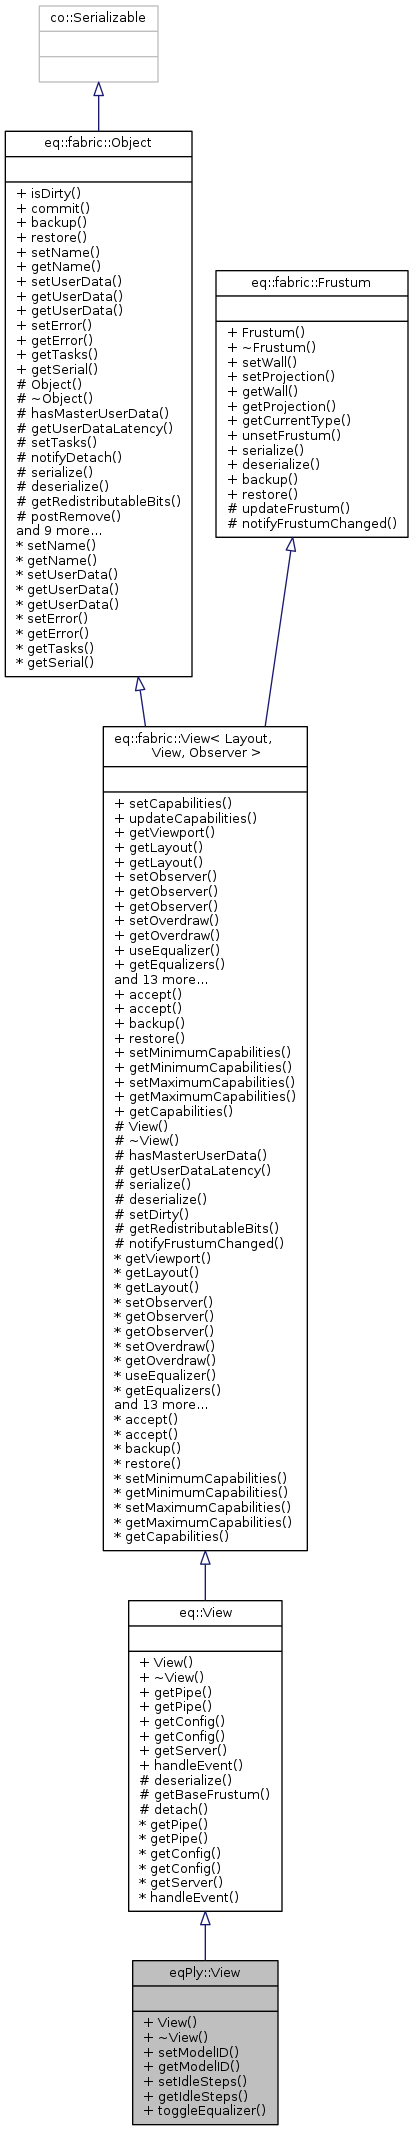 co::Serializable
eq::fabric::Object
+ isDirty()
+ commit()
+ backup()
+ restore()
+ setName()
+ getName()
+ setUserData()
+ getUserData()
+ getUserData()
+ setError()
+ getError()
+ getTasks()
+ getSerial()
# Object()
# ~Object()
# hasMasterUserData()
# getUserDataLatency()
# setTasks()
# notifyDetach()
# serialize()
# deserialize()
# getRedistributableBits()
# postRemove()
and 9 more...
* setName()
* getName()
* setUserData()
* getUserData()
* getUserData()
* setError()
* getError()
* getTasks()
* getSerial()
eq::fabric::Frustum
+ Frustum()
+ ~Frustum()
+ setWall()
+ setProjection()
+ getWall()
+ getProjection()
+ getCurrentType()
+ unsetFrustum()
+ serialize()
+ deserialize()
+ backup()
+ restore()
# updateFrustum()
# notifyFrustumChanged()
eq::fabric::View< Layout,
View, Observer >
+ setCapabilities()
+ updateCapabilities()
+ getViewport()
+ getLayout()
+ getLayout()
+ setObserver()
+ getObserver()
+ getObserver()
+ setOverdraw()
+ getOverdraw()
+ useEqualizer()
+ getEqualizers()
and 13 more...
+ accept()
+ accept()
+ backup()
+ restore()
+ setMinimumCapabilities()
+ getMinimumCapabilities()
+ setMaximumCapabilities()
+ getMaximumCapabilities()
+ getCapabilities()
# View()
# ~View()
# hasMasterUserData()
# getUserDataLatency()
# serialize()
# deserialize()
# setDirty()
# getRedistributableBits()
# notifyFrustumChanged()
* getViewport()
* getLayout()
* getLayout()
* setObserver()
* getObserver()
* getObserver()
* setOverdraw()
* getOverdraw()
* useEqualizer()
* getEqualizers()
and 13 more...
* accept()
* accept()
* backup()
* restore()
* setMinimumCapabilities()
* getMinimumCapabilities()
* setMaximumCapabilities()
* getMaximumCapabilities()
* getCapabilities()
eq::View
+ View()
+ ~View()
+ getPipe()
+ getPipe()
+ getConfig()
+ getConfig()
+ getServer()
+ handleEvent()
# deserialize()
# getBaseFrustum()
# detach()
* getPipe()
* getPipe()
* getConfig()
* getConfig()
* getServer()
* handleEvent()
eqPly::View
+ View()
+ ~View()
+ setModelID()
+ getModelID()
+ setIdleSteps()
+ getIdleSteps()
+ toggleEqualizer()